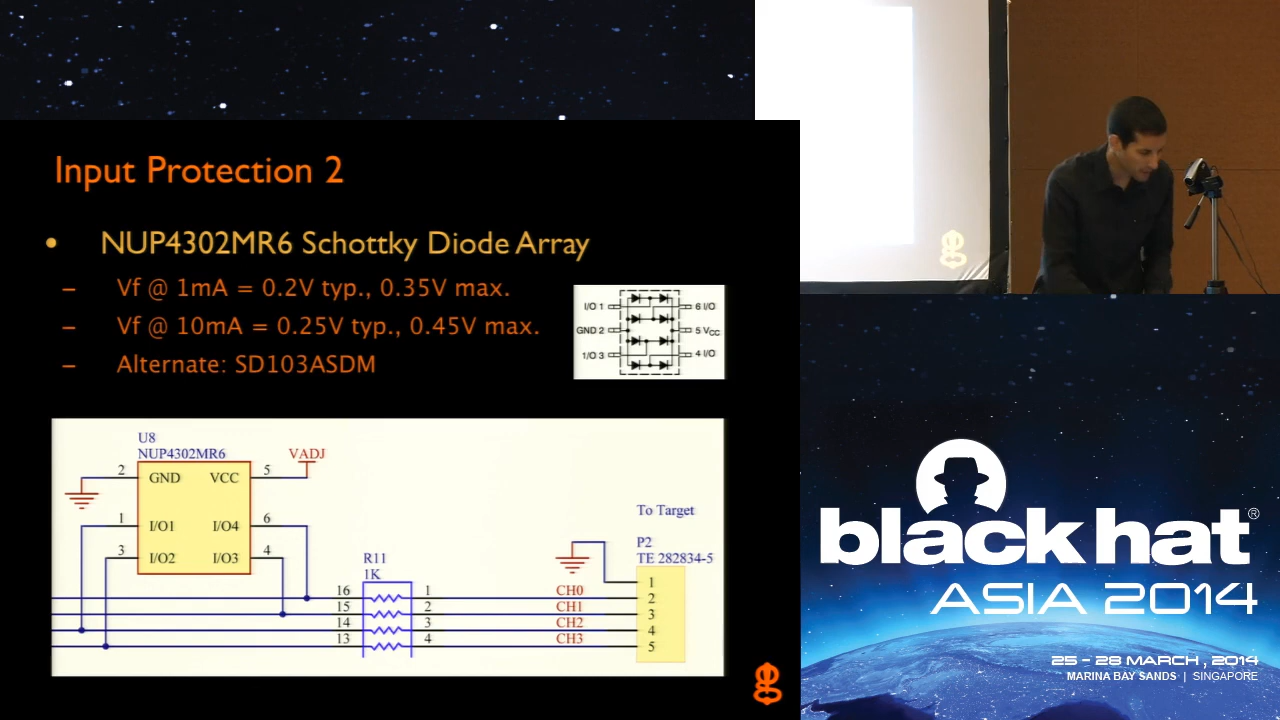 Input Protection 2
• NUP4302MR6 Schottky Diode Array
– Vf @ 1mA = 0.2V typ., 0.35V max.
– Vf @ 10mA = 0.25V typ., 0.45V max.
– Alternate: SD103ASDM
I/O 1
6 I/O
GND 2
5 VCC
I/O 3
4 I/O
U8
NUP4302MR6
VADJ
2 GND VCC 5
1 I/O1 I/O4 6
3 I/O2 I/O3 4
To Target
P2
TE 282834-5
R11
1K
1
16 1 CH0 2
15 2 CH1 3
14 3 CH2 4
13 4 CH3 5
black hat®
ASIA 2014
25 - 28 MARCH, 2014
MARINA BAY SANDS | SINGAPORE